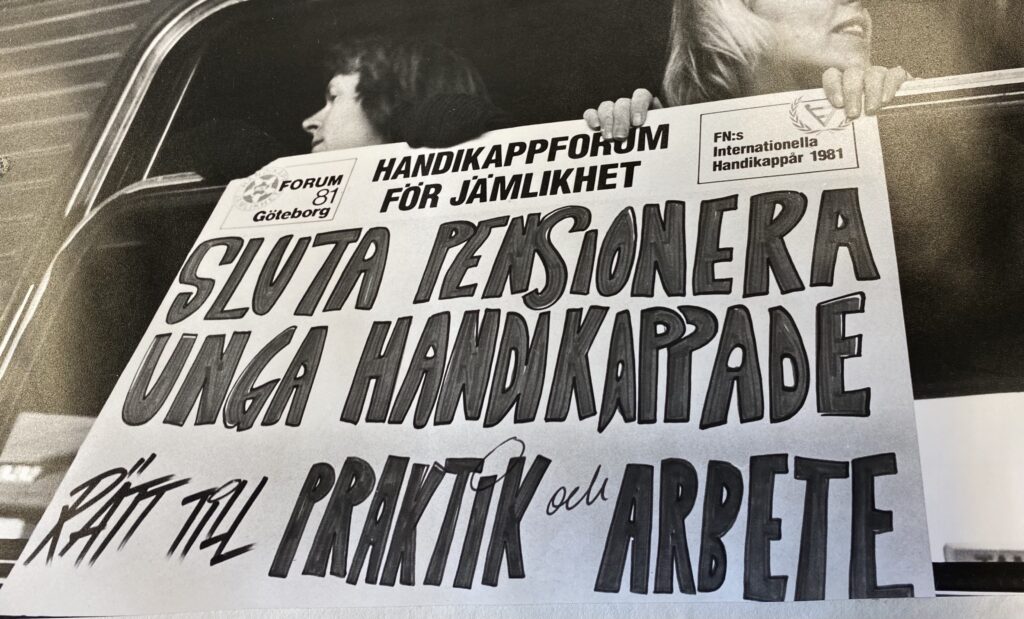 HANDIKAPPFORUM
FÖR JÄMLIKHET
FORUM
81
Göteborg
FN:s
Internationella
Handikappår 1981
SLUTA PENSIONERA
UNGA HANDIKAPPADE
RÄTT TILL PRAKTIK och ARBETE